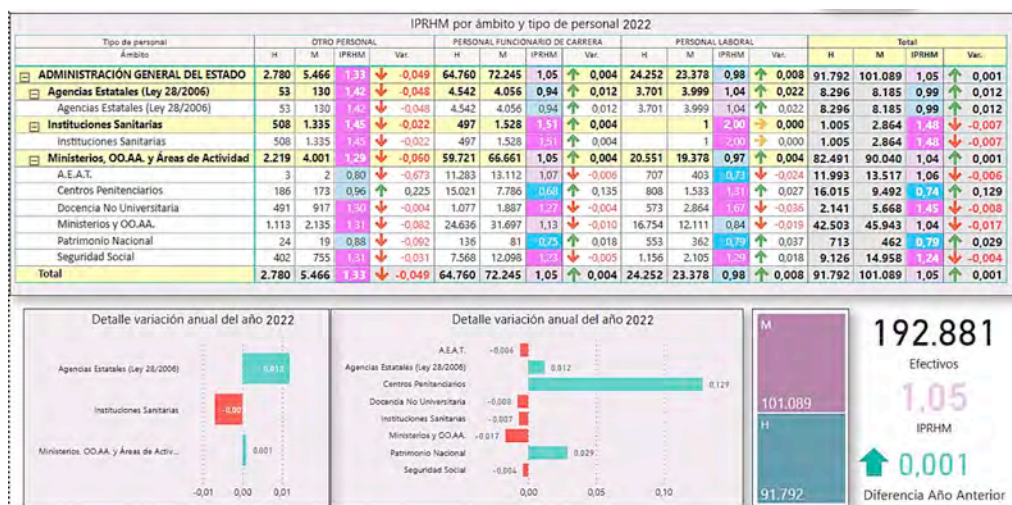 IPRHM por ámbito y tipo de personal 2022
Tipo de personal OTRO PERSONAL PERSONAL FUNCIONARIO DE CARRERA PERSONAL LABORAL Total
Ámbito H M IPRHM Var. H M IPRHM Var. H M IPRHM Var. H M IPRHM Var.
ADMINISTRACIÓN GENERAL DEL ESTADO 2.780 5.466 1,33 -0,049 64.760 72.245 1,05 0,004 24.252 23.378 0,98 0,008 91.792 101.089 1,05 0,001
Agencias Estatales (Ley 28/2006) 53 130 1,42 -0,048 4.542 4.056 0,94 0,012 3.701 3.999 1,04 0,022 8.296 8.185 0,99 0,012
Agencias Estatales (Ley 28/2006) 53 130 1,42 -0,048 4.542 4.056 0,94 0,012 3.701 3.999 1,04 0,022 8.296 8.185 0,99 0,012
Instituciones Sanitarias 508 1.335 1,45 -0,022 497 1.528 1,51 0,004 1 2,00 0,000 1.005 2.864 1,48 -0,007
Instituciones Sanitarias 508 1.335 1,45 -0,022 497 1.528 1,51 0,004 1 2,00 0,000 1.005 2.864 1,48 -0,007
Ministerios, OO.AA. y Áreas de Actividad 2.219 4.001 1,29 -0,060 59.721 66.661 1,05 0,004 20.551 19.378 0,97 0,004 82.491 90.040 1,04 0,001
A.E.A.T. 3 2 0,80 -0,673 11.283 13.112 1,07 -0,006 707 403 0,73 -0,024 11.993 13.517 1,06 -0,006
Centros Penitenciarios 186 173 0,96 0,225 15.021 7.786 0,68 0,135 808 1.533 1,31 0,027 16.015 9.492 0,74 0,129
Docencia No Universitaria 491 917 1,30 -0,004 1.077 1.887 1,27 -0,004 573 2.864 1,67 -0,036 2.141 5.668 1,45 -0,008
Ministerios y OO.AA. 1.113 2.135 1,31 -0,082 24.636 31.697 1,13 -0,010 16.754 12.111 0,84 -0,019 42.503 45.943 1,04 -0,017
Patrimonio Nacional 24 19 0,88 -0,092 136 81 0,75 0,018 553 362 0,79 0,037 713 462 0,79 0,029
Seguridad Social 402 755 1,31 -0,031 7.568 12.098 1,23 -0,005 1.156 2.105 1,29 0,018 9.126 14.958 1,24 -0,004
Total 2.780 5.466 1,33 -0,049 64.760 72.245 1,05 0,004 24.252 23.378 0,98 0,008 91.792 101.089 1,05 0,001
Detalle variación anual del año 2022
Agencias Estatales (Ley 28/2006) 0,012
Instituciones Sanitarias
Ministerios, OO.AA. y Áreas de Activ... 0,001
-0,01 0,00 0,01
Detalle variación anual del año 2022
A.E.A.T. -0,006
Agencias Estatales (Ley 28/2006) 0,012
Centros Penitenciarios 0,129
Docencia No Universitaria -0,008
Instituciones Sanitarias -0,007
Ministerios y OO.AA. -0,017
Patrimonio Nacional 0,029
Seguridad Social -0,004
0,00 0,05 0,10
M
101.089
H
91.792
192.881
Efectivos
1,05
IPRHM
0,001
Diferencia Año Anterior